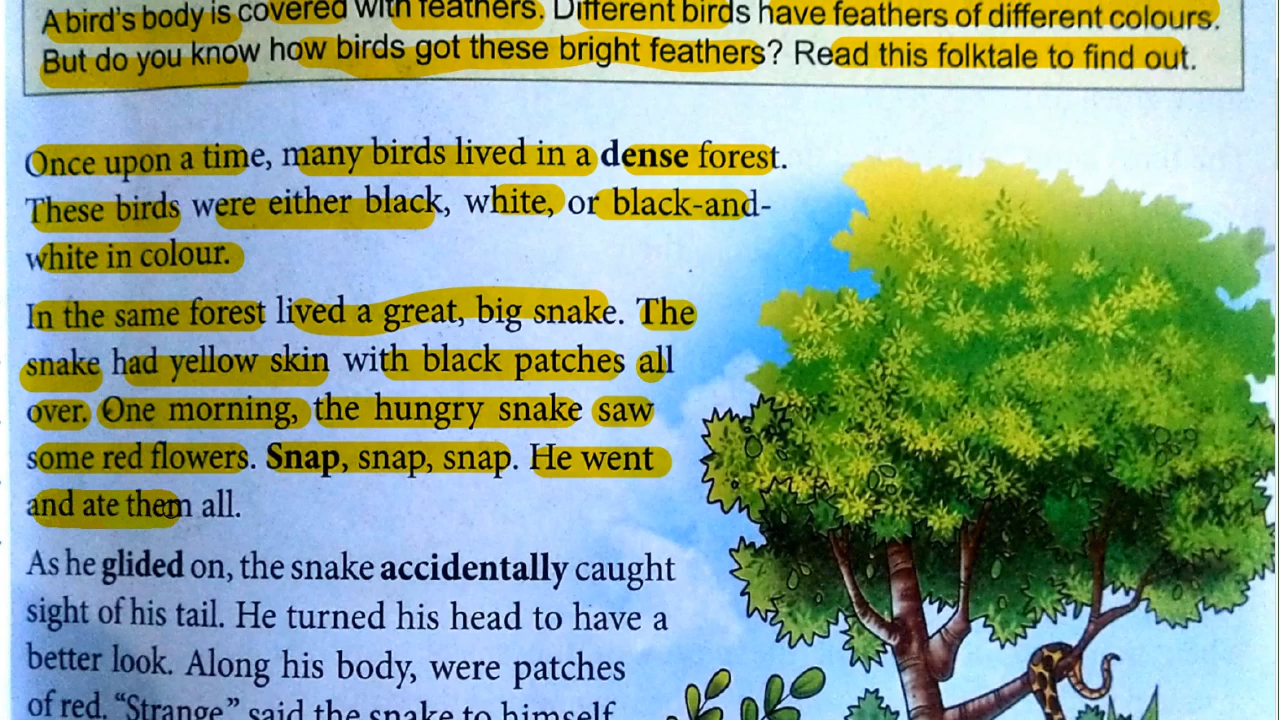 A bird's body is covered with feathers. Different birds have feathers of different colours.
But do you know how birds got these bright feathers? Read this folktale to find out.
Once upon a time, many birds lived in a dense forest.
These birds were either black, white, or black-and-
white in colour.
In the same forest lived a great, big snake. The
snake had yellow skin with black patches all
over. One morning, the hungry snake saw
some red flowers. Snap, snap, snap. He went
and ate them all.
As he glided on, the snake accidentally caught
sight of his tail. He turned his head to have a
better look. Along his body, were patches
of red. “Strange” said the snake to himself